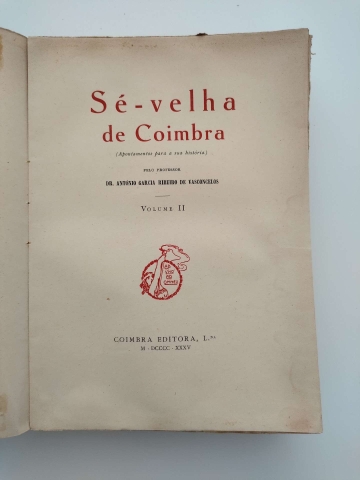 Sé-velha
de Coimbra
(Apontamentos para a sua história)
PELO PROFESSOR
DR. ANTÓNIO GARCIA RIBEIRO DE VASCONCELOS
VOLUME II
COIMBRA EDITORA, L.DA
M-DCCCC-XXXV